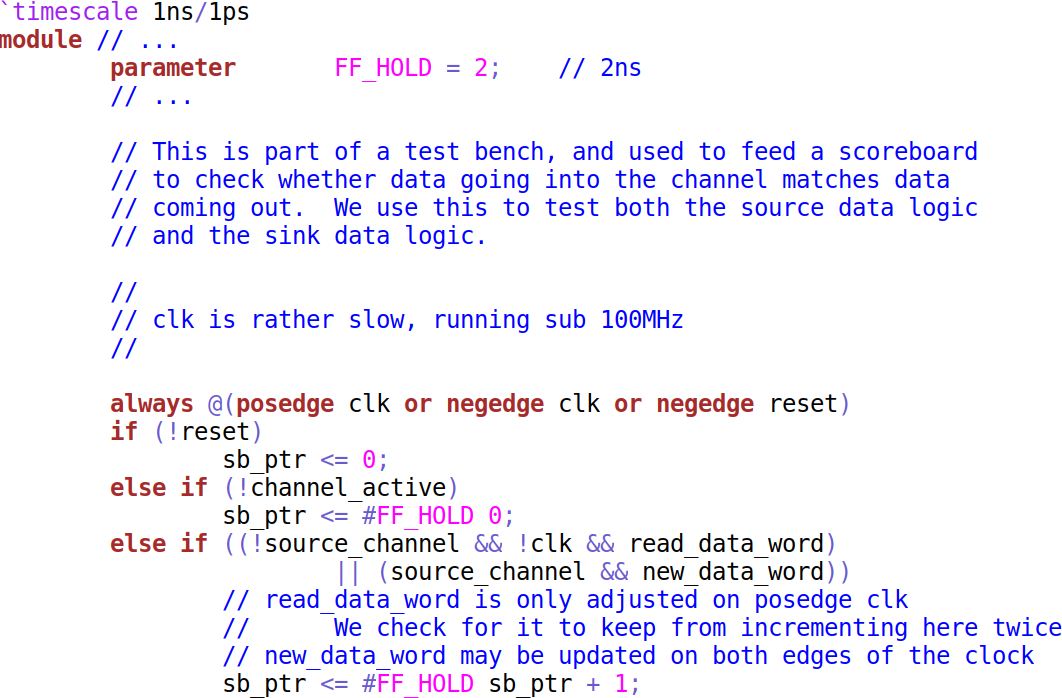 `timescale 1ns/1ps
module // ...
parameter FF_HOLD = 2; // 2ns
// ...
// This is part of a test bench, and used to feed a scoreboard
// to check whether data going into the channel matches data
// coming out. We use this to test both the source data logic
// and the sink data logic.
//
// clk is rather slow, running sub 100MHz
//
always @(posedge clk or negedge clk or negedge reset)
if (!reset)
sb_ptr <= 0;
else if (!channel_active)
sb_ptr <= #FF_HOLD 0;
else if ((!source_channel && !clk && read_data_word)
|| (source_channel && new_data_word))
// read_data_word is only adjusted on posedge clk
// We check for it to keep from incrementing here twice
// new_data_word may be updated on both edges of the clock
sb_ptr <= #FF_HOLD sb_ptr + 1;